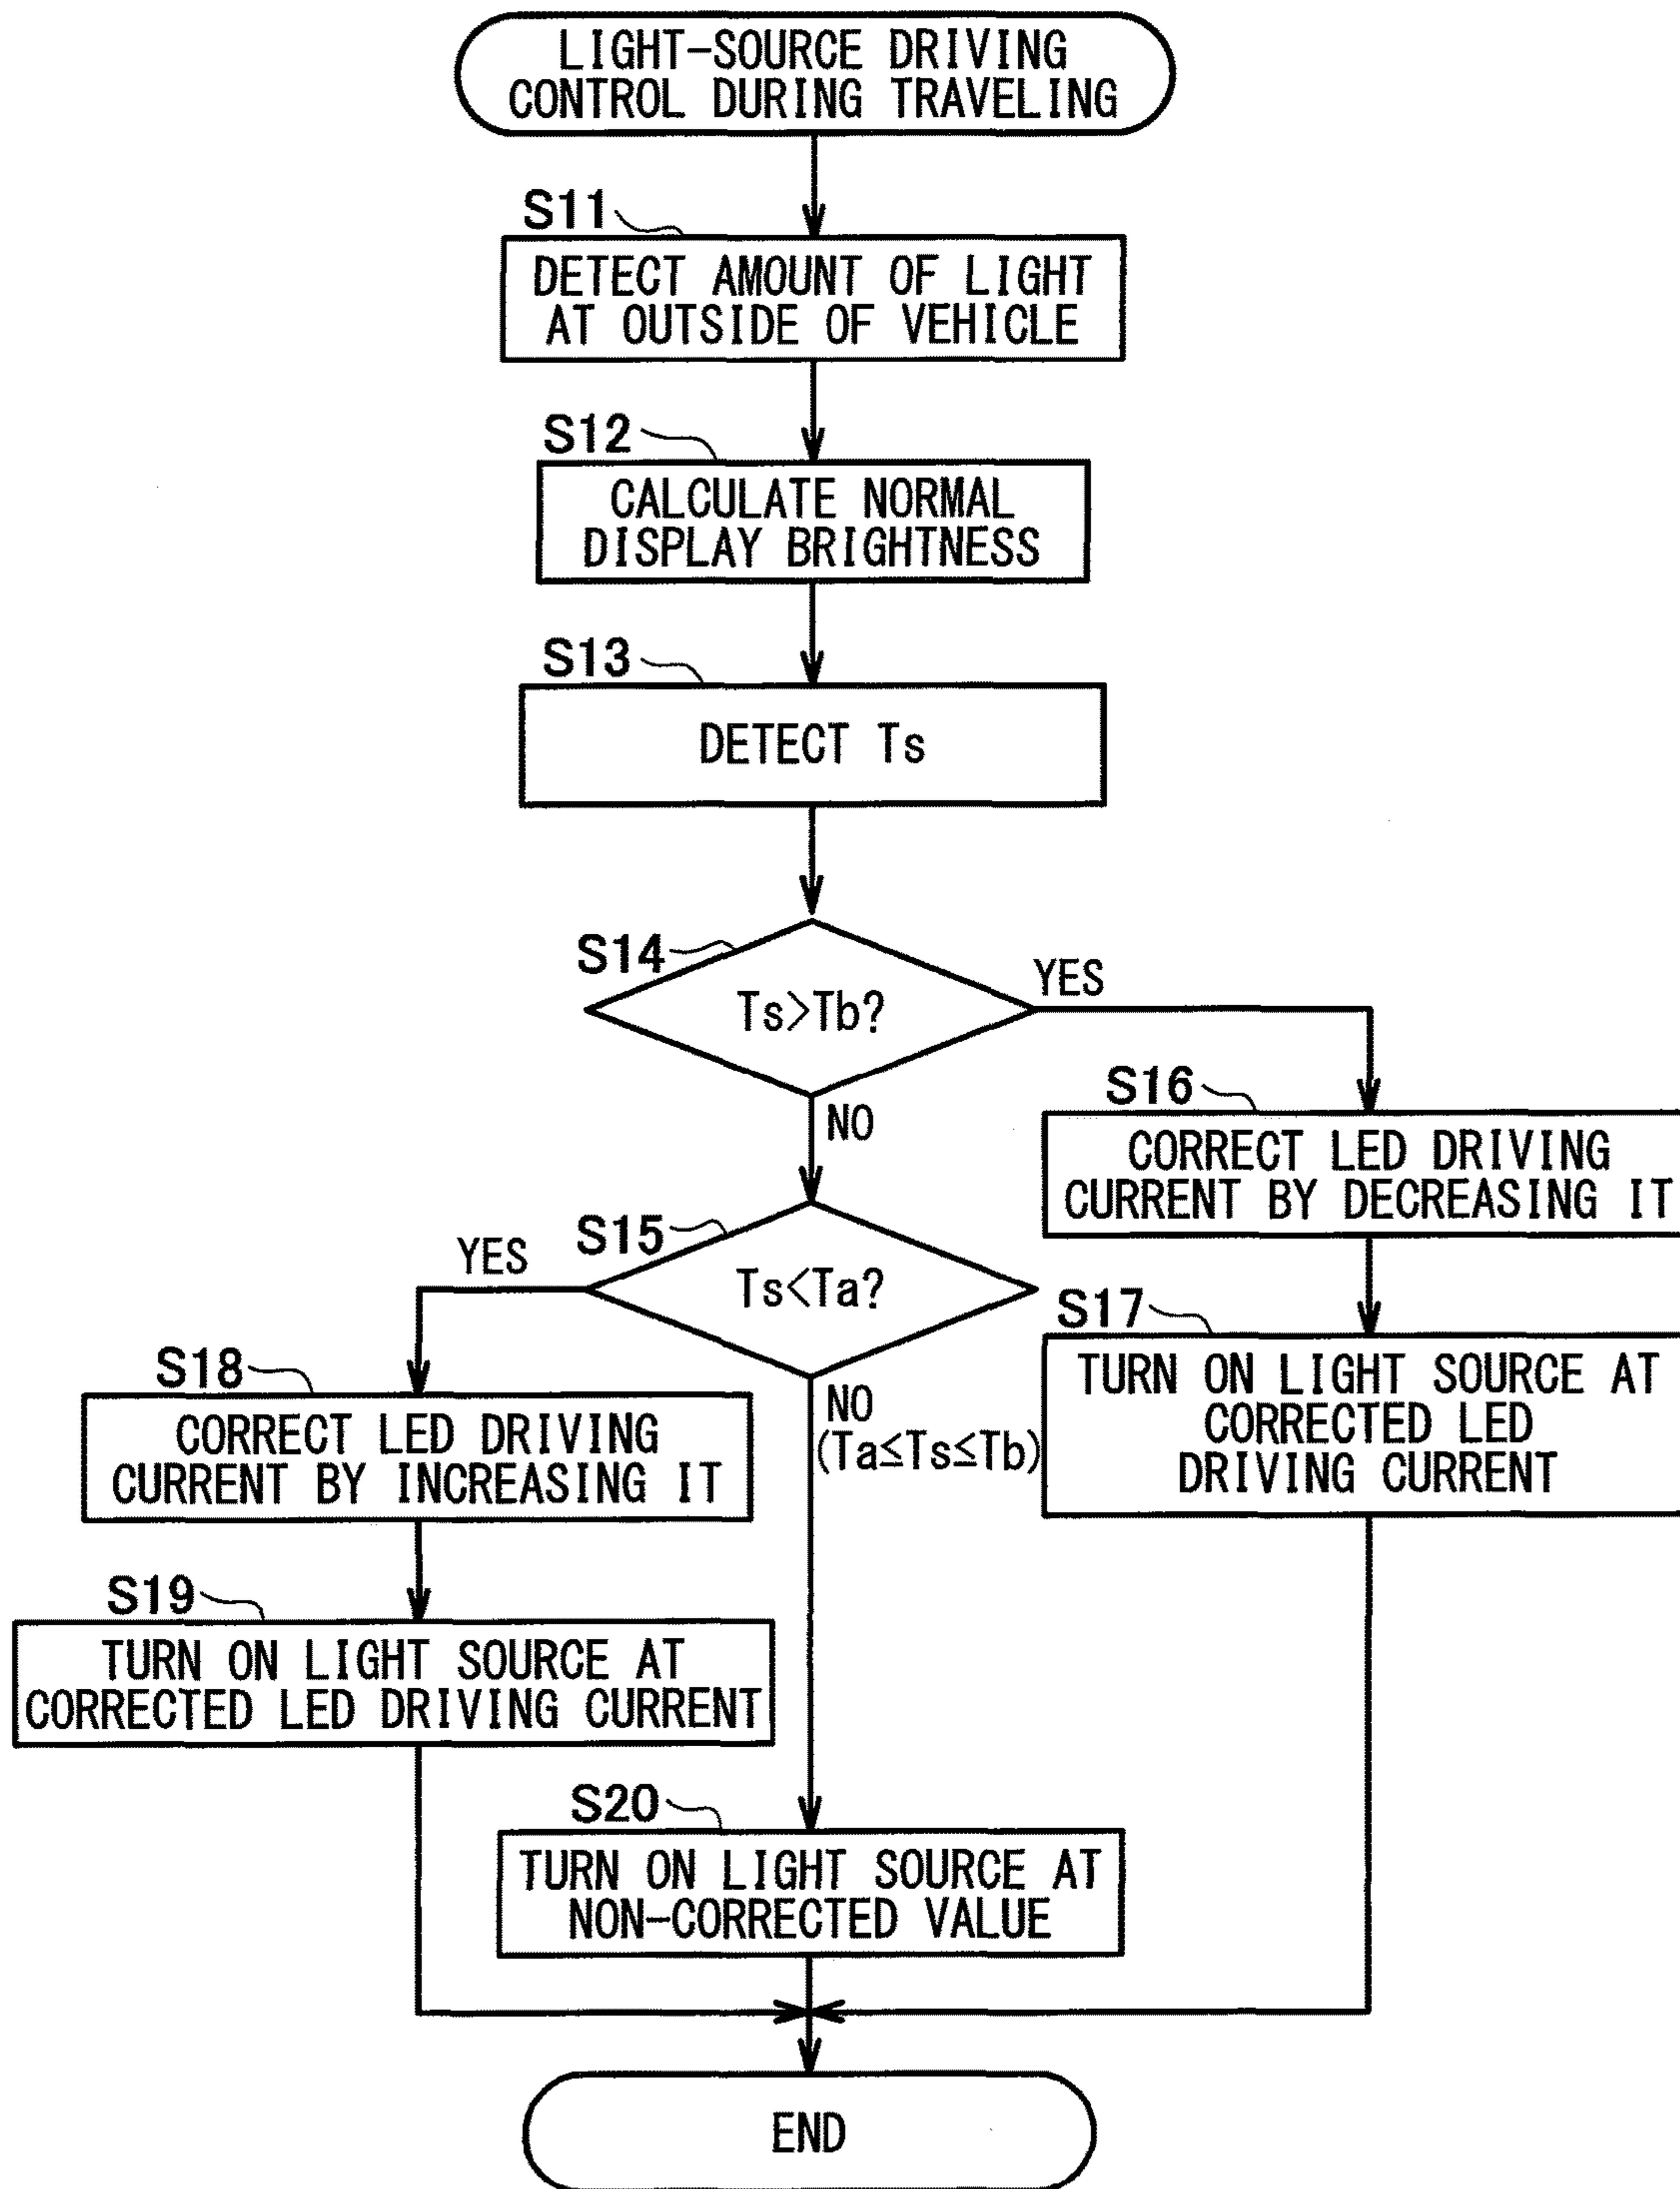 LIGHT-SOURCE DRIVING
CONTROL DURING TRAVELING
S11
DETECT AMOUNT OF LIGHT
AT OUTSIDE OF VEHICLE
S12
CALCULATE NORMAL
DISPLAY BRIGHTNESS
S13
DETECT Ts
S14
Ts>Tb?
YES
NO
S16
CORRECT LED DRIVING
CURRENT BY DECREASING IT
S15
Ts<Ta?
YES
NO
(Ta≤Ts≤Tb)
S17
TURN ON LIGHT SOURCE AT
CORRECTED LED
DRIVING CURRENT
S18
CORRECT LED DRIVING
CURRENT BY INCREASING IT
S19
TURN ON LIGHT SOURCE AT
CORRECTED LED DRIVING CURRENT
S20
TURN ON LIGHT SOURCE AT
NON-CORRECTED VALUE
END